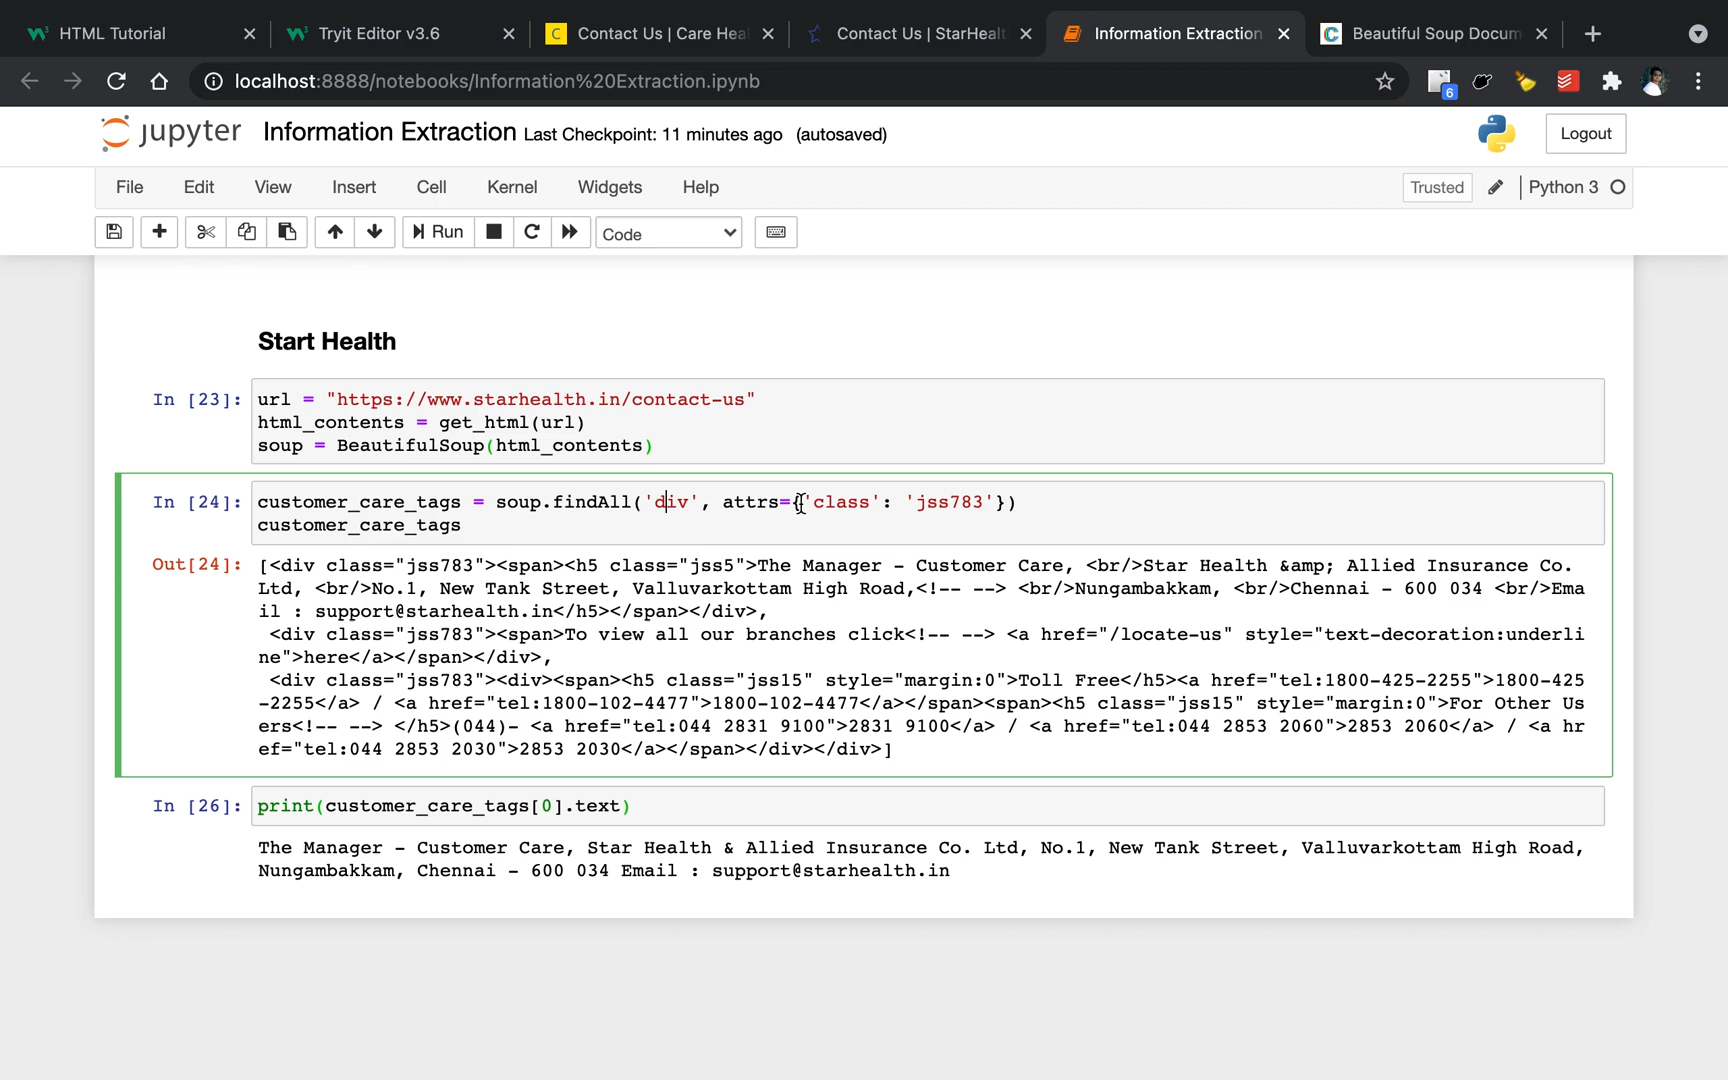 HTML Tutorial
Tryit Editor v3.6
C Contact Us | Care Heal
Contact Us | StarHealt
Information Extraction
C Beautiful Soup Docum
localhost:8888/notebooks/Information%20Extraction.ipynb
6
jupyter Information Extraction Last Checkpoint: 11 minutes ago (autosaved)
Logout
File Edit View Insert Cell Kernel Widgets Help
Trusted
Python 3
Run
Code
Start Health
In [23]: url = "https://www.starhealth.in/contact-us"
html_contents = get_html(url)
soup = BeautifulSoup(html_contents)
In [24]: customer_care_tags = soup.findAll('div', attrs={'class': 'jss783'})
customer_care_tags
Out[24]: [<div class="jss783"><span><h5 class="jss5">The Manager – Customer Care, <br/>Star Health &amp; Allied Insurance Co.
Ltd, <br/>No.1, New Tank Street, Valluvarkottam High Road,<!-- --> <br/>Nungambakkam, <br/>Chennai – 600 034 <br/>Ema
il : support@starhealth.in</h5></span></div>,
<div class="jss783"><span>To view all our branches click<!-- --> <a href="/locate-us" style="text-decoration:underli
ne">here</a></span></div>,
<div class="jss783"><div><span><h5 class="jss15" style="margin:0">Toll Free</h5><a href="tel:1800-425-2255">1800-425
-2255</a> / <a href="tel:1800-102-4477">1800-102-4477</a></span><span><h5 class="jss15" style="margin:0">For Other Us
ers<!-- --> </h5>(044)- <a href="tel:044 2831 9100">2831 9100</a> / <a href="tel:044 2853 2060">2853 2060</a> / <a hr
ef="tel:044 2853 2030">2853 2030</a></span></div></div>]
In [26]: print(customer_care_tags[0].text)
The Manager – Customer Care, Star Health & Allied Insurance Co. Ltd, No.1, New Tank Street, Valluvarkottam High Road,
Nungambakkam, Chennai – 600 034 Email : support@starhealth.in